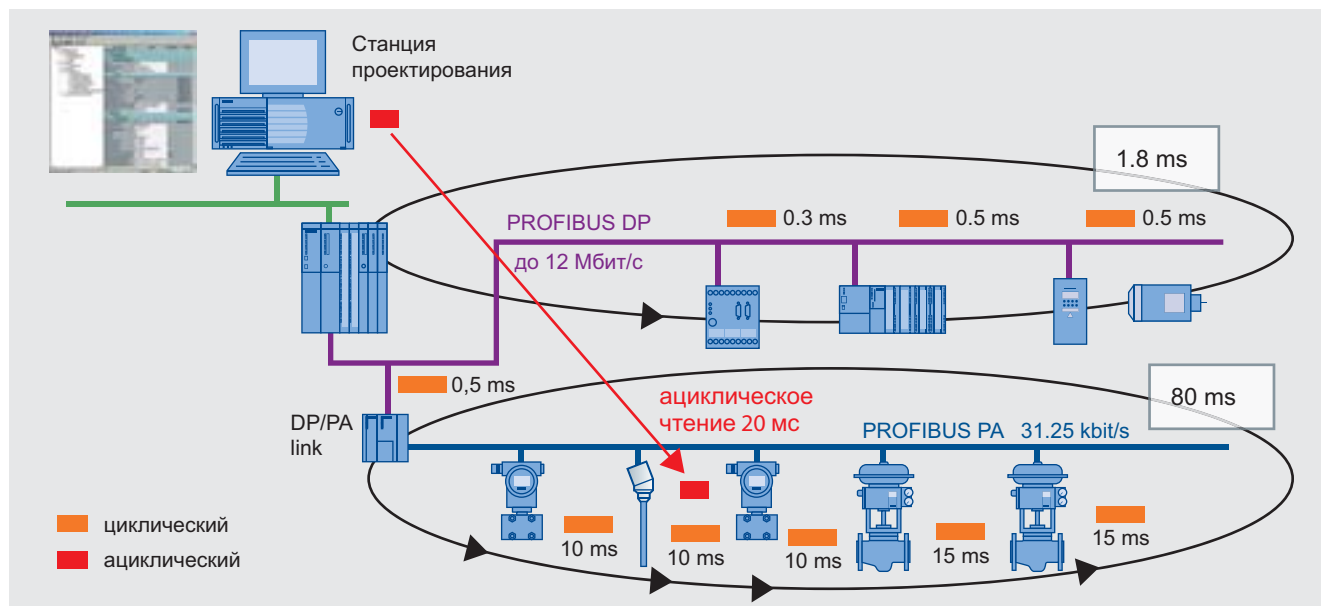 Станция
проектирования
1.8 ms
PROFIBUS DP
0.3 ms
0.5 ms
0.5 ms
до 12 Мбит/с
0,5 ms
80 ms
ациклическое
чтение 20 мс
DP/PA
link
PROFIBUS PA 31.25 kbit/s
циклический
ациклический
10 ms
10 ms
10 ms
15 ms
15 ms